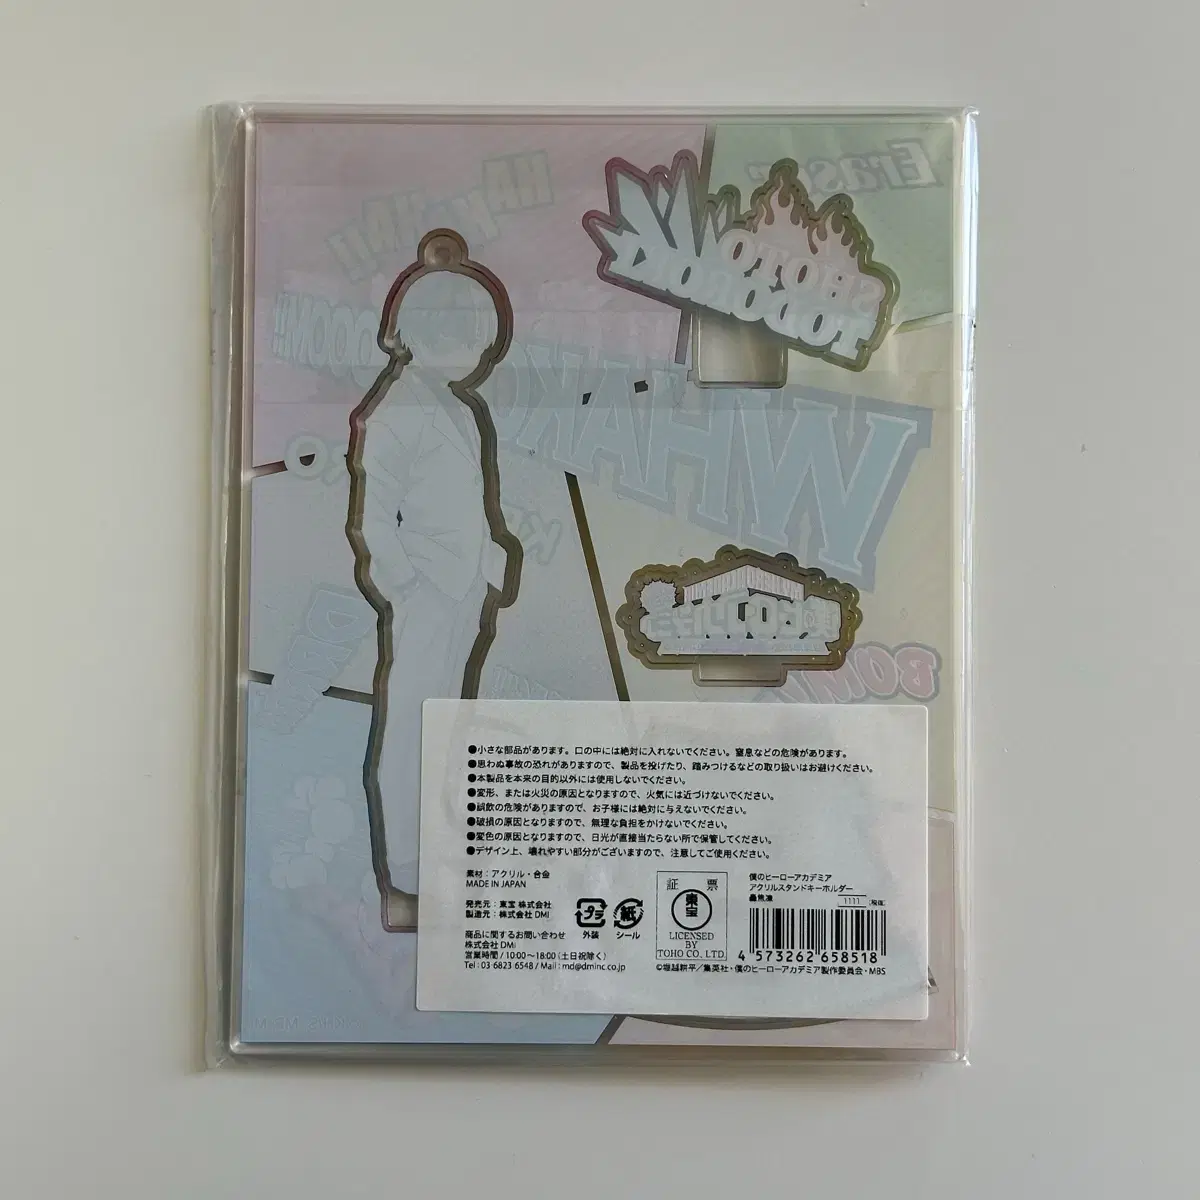 HA
Eraser
SHOTO
TODOROKI
WHAK
●小さな部品があります。口の中には絶対に入れないでください。窒息などの危険があります。
●思わぬ事故の恐れがありますので、製品を投げたり、踏みつけるなどの取り扱いはお避けください。
●本製品を本来の目的以外には使用しないでください。
●変形、または火災の原因となりますので、火気には近づけないでください。
●誤飲の危険がありますので、お子様には絶対に与えないでください。
●破損の原因となりますので、無理な負担をかけないでください。
●変色の原因となりますので、日光が直接当たらない所で保管してください。
●デザイン上、壊れやすい部分がございますので、注意してご使用ください。
素材：アクリル・合金
MADE IN JAPAN
発売元：東宝 株式会社
製造元：株式会社 DMI
商品に関するお問い合わせ
株式会社 DMI
営業時間 / 10:00～18:00 (土日祝除く)
Tel : 03-6823-6548 / Mail : md@dminc.co.jp
プラ
外装
紙
シール
証 票
東宝
LICENSED
BY
TOHO CO., LTD.
僕のヒーローアカデミア
アクリルスタンドキーホルダー
轟焦凍
1111 (税抜)
4 573262 658518
©堀越耕平／集英社・僕のヒーローアカデミア製作委員会・MBS